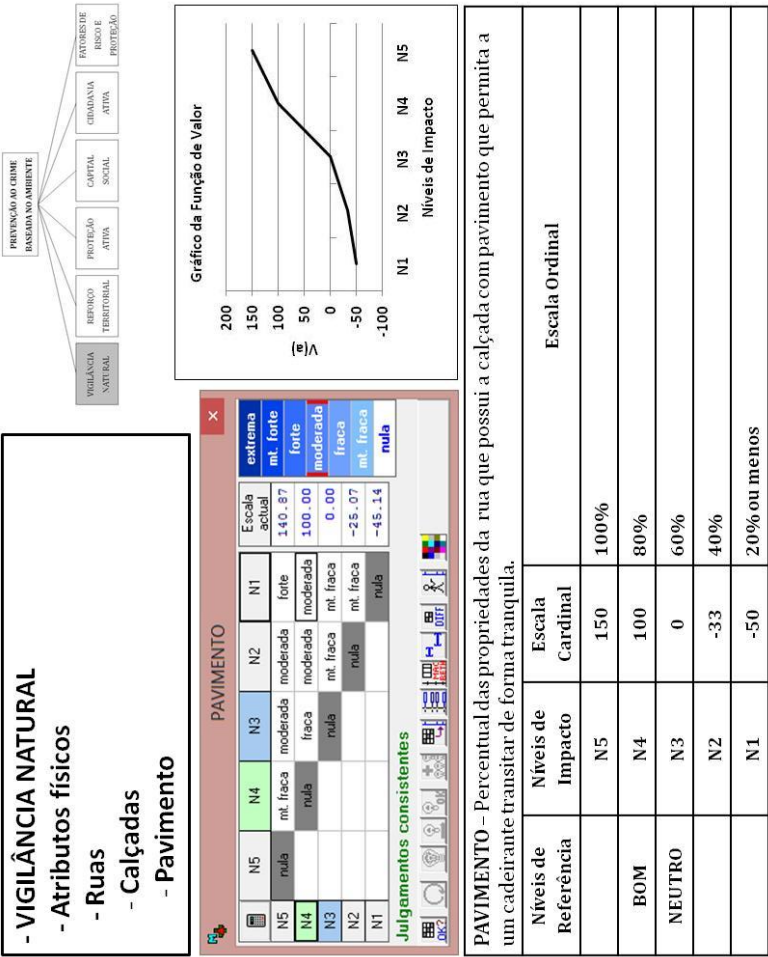 - VIGILÂNCIA NATURAL
- Atributos físicos
- Ruas
- Calçadas
- Pavimento
PREVENÇÃO AO CRIME
BASEADA NO AMBIENTE
VIGILÂNCIA
NATURAL
REFORÇO
TERRITORIAL
PROTEÇÃO
ATIVA
CAPITAL
SOCIAL
CIDADANIA
ATIVA
FATORES DE
RISCO E
PROTEÇÃO
PAVIMENTO
N5 N4 N3 N2 N1 Escala actual
N5 nula mt. fraca moderada moderada forte 140.87
N4 nula fraca moderada moderada 100.00
N3 nula mt. fraca mt. fraca 0.00
N2 nula mt. fraca -25.07
N1 nula -45.14
extrema
mt. forte
forte
moderada
fraca
mt. fraca
nula
Julgamentos consistentes
OK?
OK
DIFF
Gráfico da Função de Valor
V(a)
200
150
100
50
0
-50
-100
N1 N2 N3 N4 N5
Níveis de Impacto
PAVIMENTO – Percentual das propriedades da rua que possui a calçada com pavimento que permita a
um cadeirante transitar de forma tranquila.
Níveis de Referência Níveis de Impacto Escala Cardinal Escala Ordinal
N5 150 100%
BOM N4 100 80%
NEUTRO N3 0 60%
N2 -33 40%
N1 -50 20% ou menos